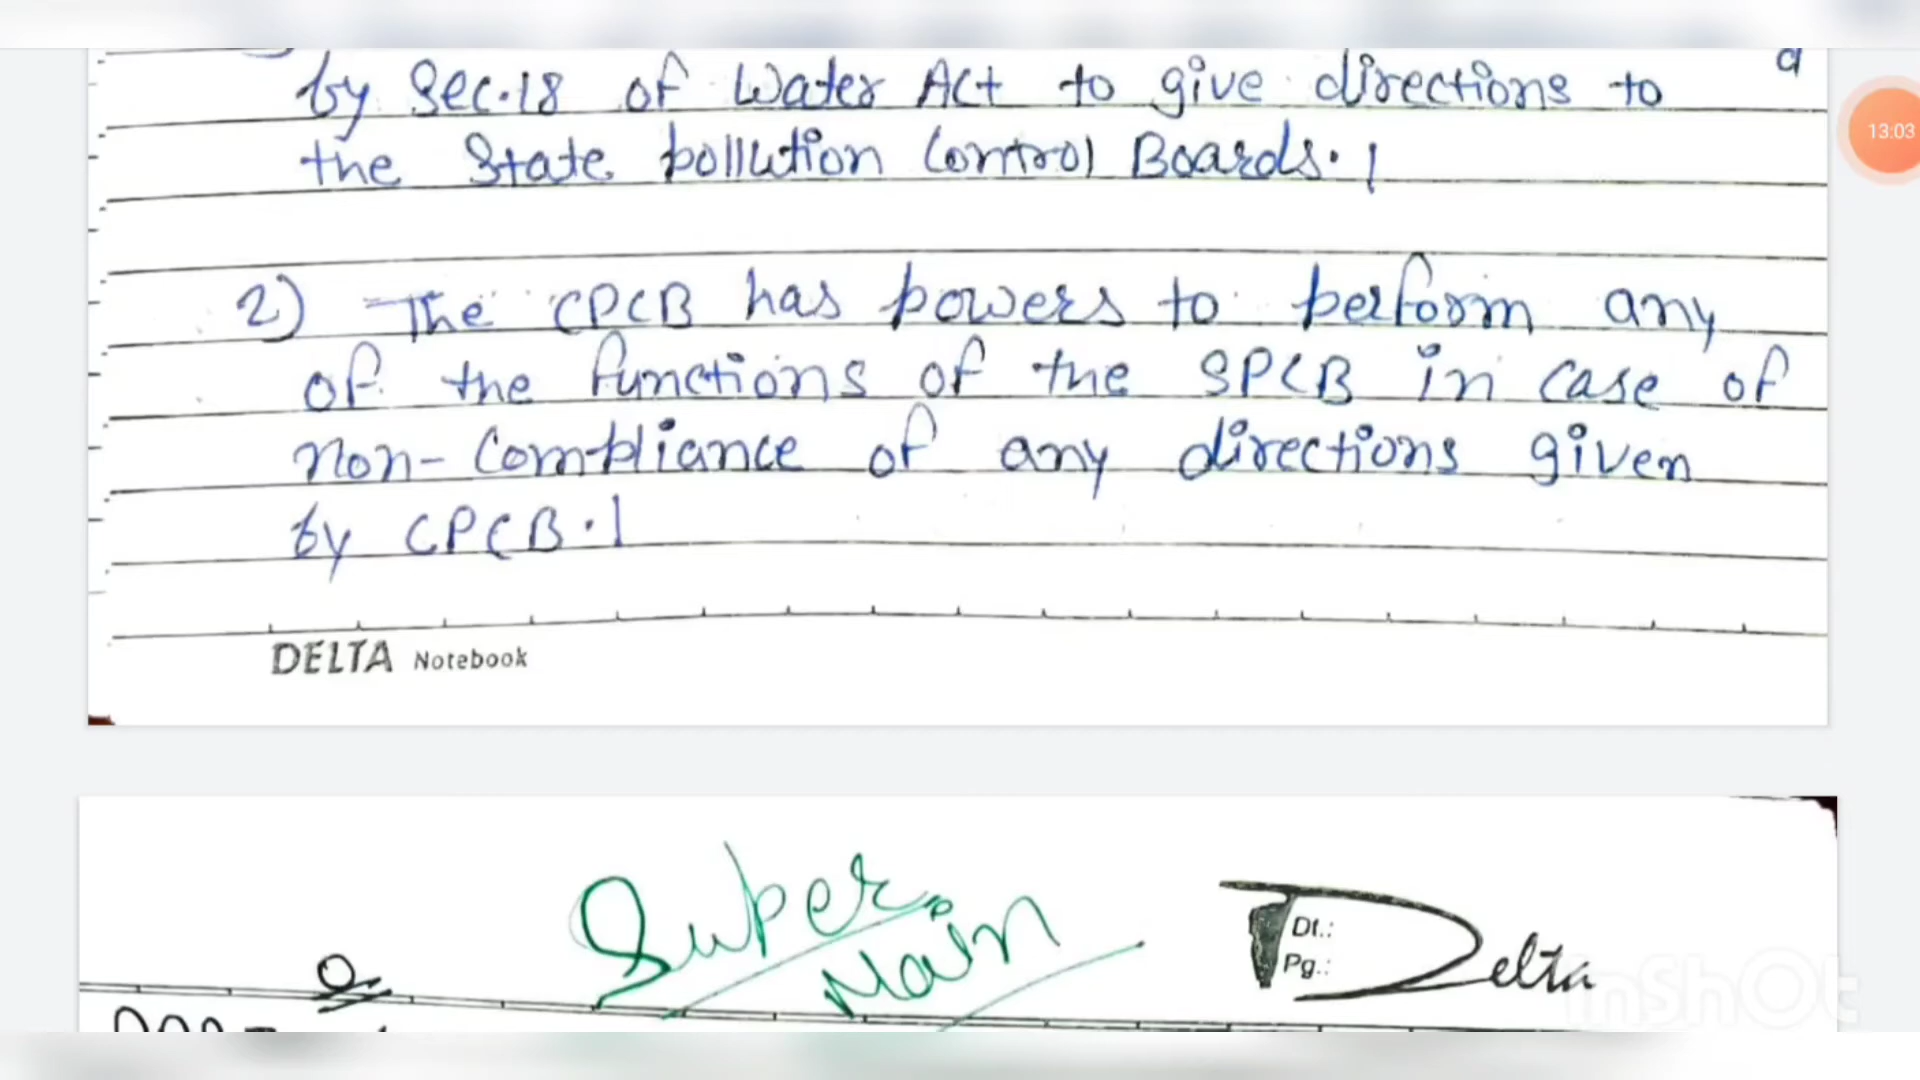 by Sec.18 of Water Act to give directions to
the State pollution Control Boards.
2) The CPCB has powers to perform any
of the functions of the SPCB in case of
non-compliance of any directions given
by CPCB.
DELTA Notebook
Super
Main
Dt.:
Pg.:
Delta
Q.
13:03
InShOt